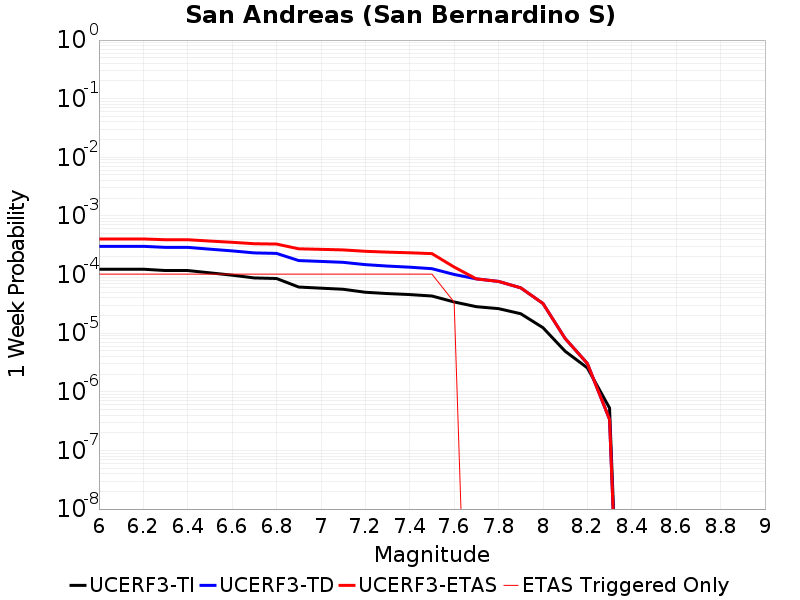 San Andreas (San Bernardino S)
1 Week Probability
10^0
10^-1
10^-2
10^-3
10^-4
10^-5
10^-6
10^-7
10^-8
6 6.2 6.4 6.6 6.8 7 7.2 7.4 7.6 7.8 8 8.2 8.4 8.6 8.8 9
Magnitude
UCERF3-TI UCERF3-TD UCERF3-ETAS ETAS Triggered Only